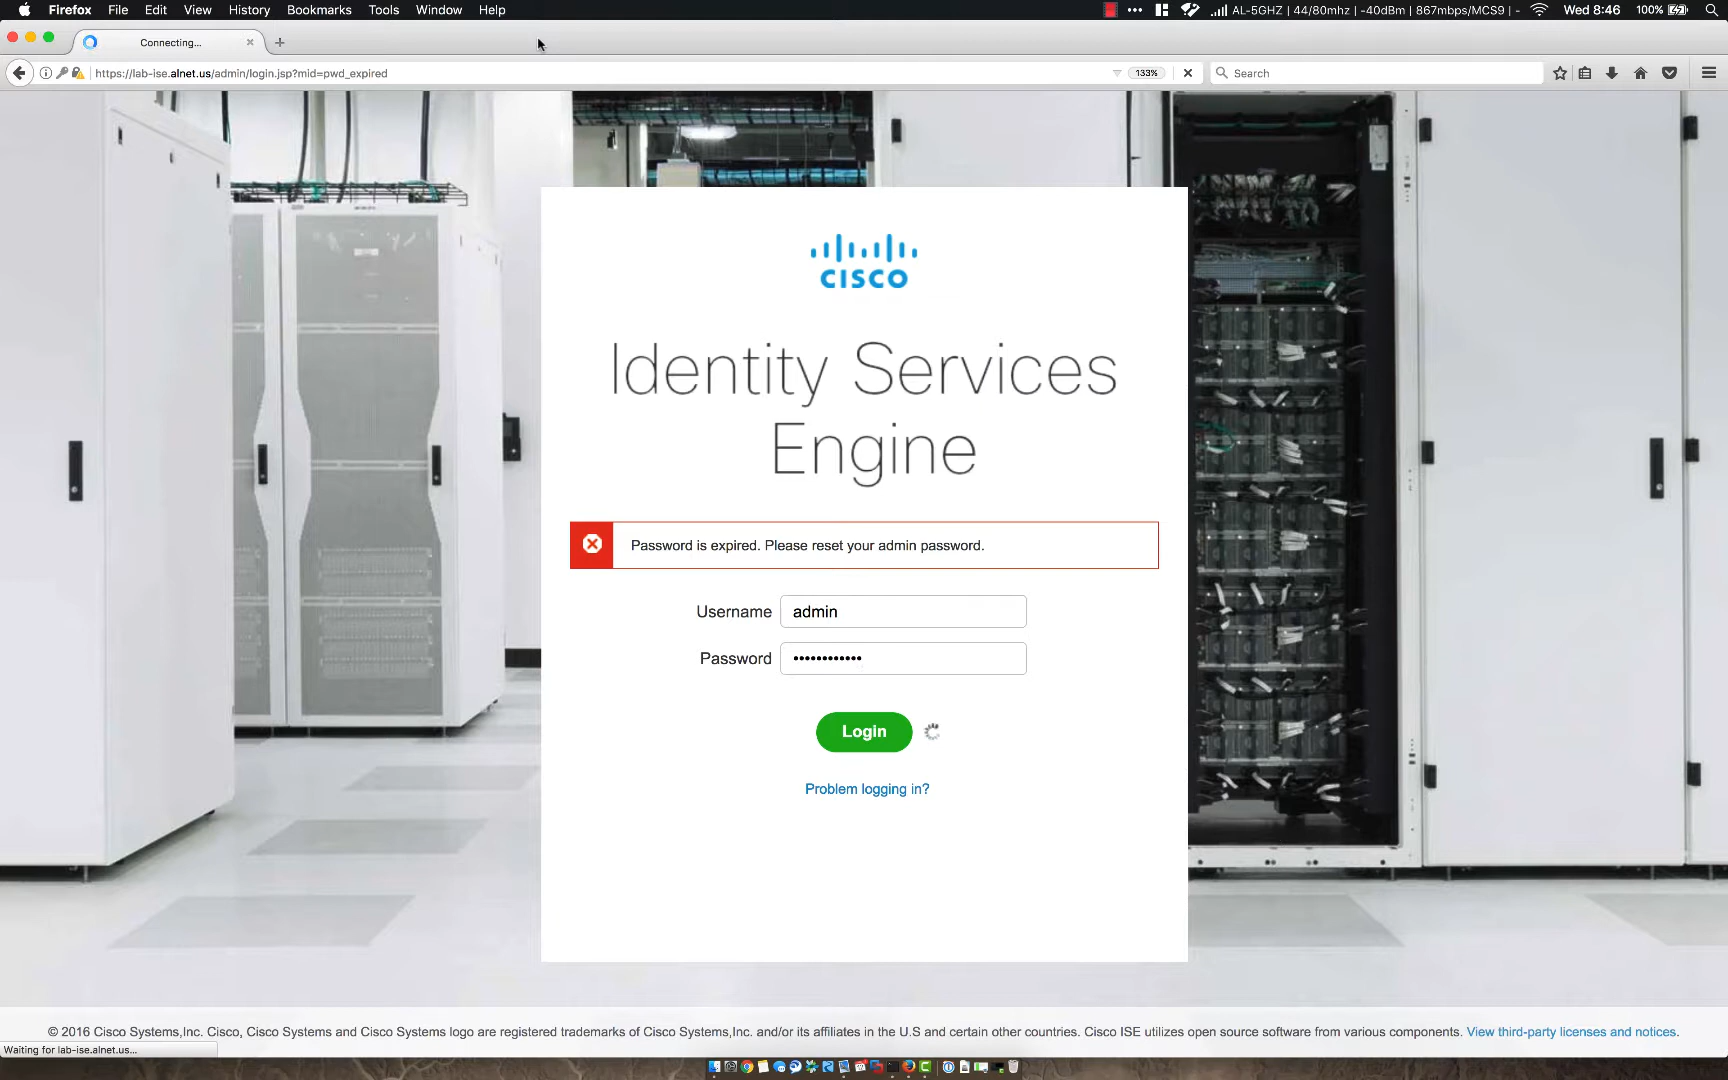 Firefox File Edit View History Bookmarks Tools Window Help AL-5GHZ | 44/80mhz | -40dBm | 867mbps/MCS9 | - Wed 8:46 100%
Connecting...
https://lab-ise.alnet.us/admin/login.jsp?mid=pwd_expired 133% Search
CISCO
Identity Services
Engine
Password is expired. Please reset your admin password.
Username admin
Password ••••••••••••
Login
Problem logging in?
© 2016 Cisco Systems,Inc. Cisco, Cisco Systems and Cisco Systems logo are registered trademarks of Cisco Systems,Inc. and/or its affiliates in the U.S and certain other countries. Cisco ISE utilizes open source software from various components. View third-party licenses and notices.
Waiting for lab-ise.alnet.us...